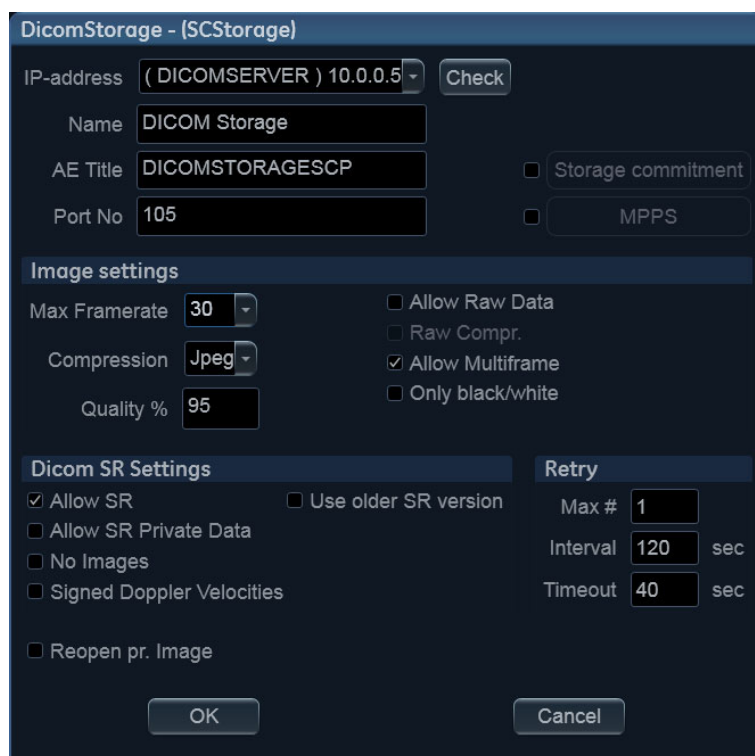 DicomStorage - (SCStorage)
IP-address ( DICOMSERVER ) 10.0.0.5 Check
Name DICOM Storage
AE Title DICOMSTORAGESCP Storage commitment
Port No 105 MPPS
Image settings
Max Framerate 30 Allow Raw Data
Raw Compr.
Compression Jpeg Allow Multiframe
Quality % 95 Only black/white
Dicom SR Settings Retry
Allow SR Use older SR version Max # 1
Allow SR Private Data
No Images Interval 120 sec
Signed Doppler Velocities Timeout 40 sec
Reopen pr. Image
OK Cancel